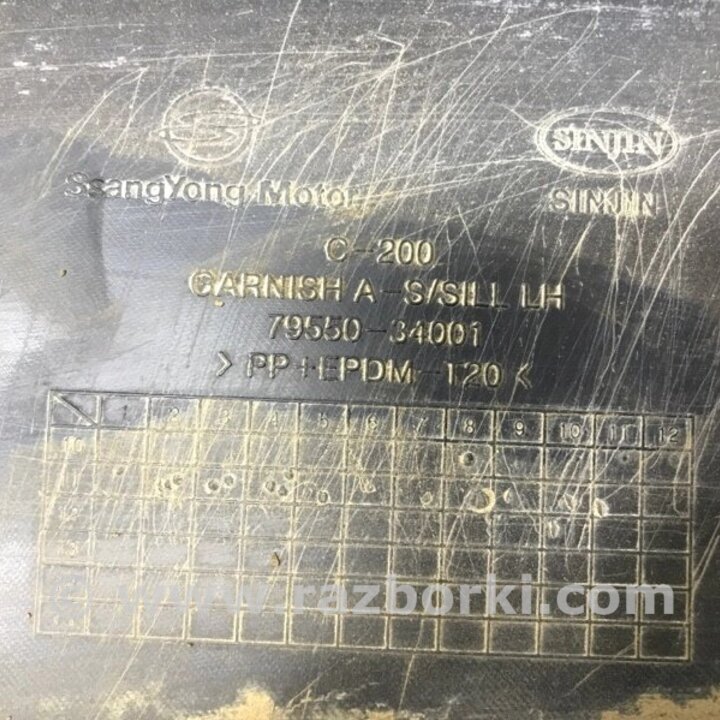 SINJIN
SsangYong Motor
SINJIN
C-200
GARNISH A-S/SILL LH
79550-34001
> PP+EPDM-T20 <
1 2 3 4 5 6 7 8 9 10 11 12
10
www.razborki.com